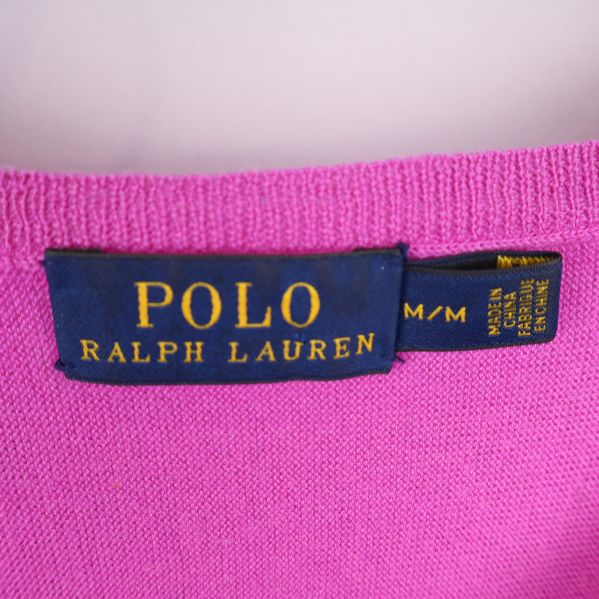 POLO
RALPH LAUREN
M/M
MADE IN
CHINA
FABRIQUE
EN CHINE